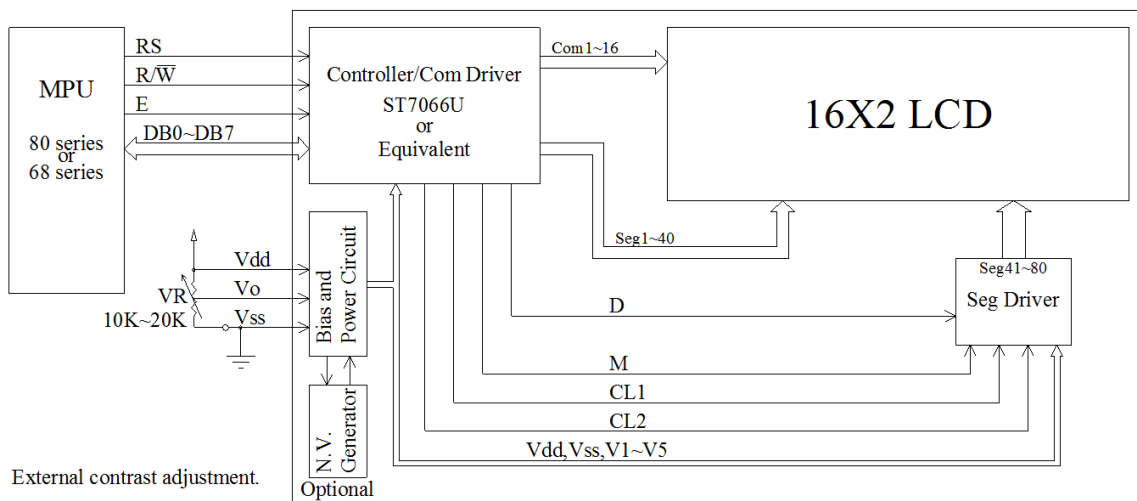 MPU
80 series
or
68 series
RS
R/W̅
E
DB0~DB7
Controller/Com Driver
ST7066U
or
Equivalent
Com1~16
16X2 LCD
Seg1~40
Seg41~80
Seg Driver
Vdd
Vo
VR
10K~20K
Vss
Bias and
Power Circuit
D
M
CL1
CL2
Vdd,Vss,V1~V5
N.V.
Generator
Optional
External contrast adjustment.